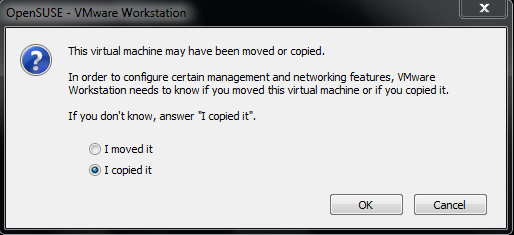 OpenSUSE - VMware Workstation
This virtual machine may have been moved or copied.
In order to configure certain management and networking features, VMware
Workstation needs to know if you moved this virtual machine or if you copied it.
If you don't know, answer "I copied it".
I moved it
I copied it
OK
Cancel